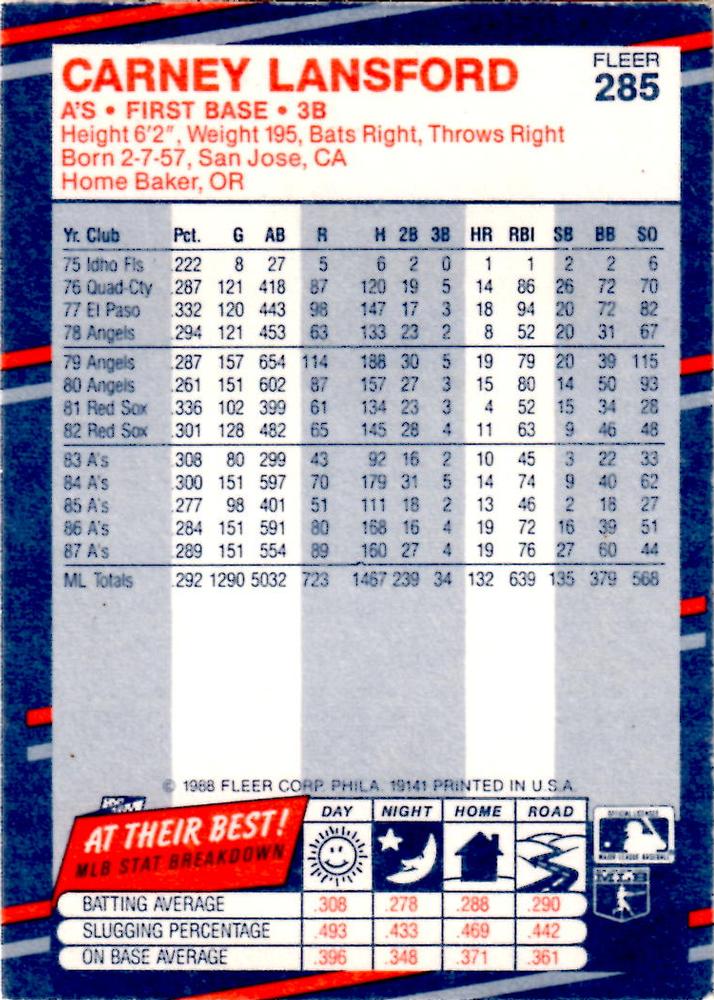 CARNEY LANSFORD
FLEER
285
A'S • FIRST BASE • 3B
Height 6'2", Weight 195, Bats Right, Throws Right
Born 2-7-57, San Jose, CA
Home Baker, OR
Yr. Club Pct. G AB R H 2B 3B HR RBI SB BB SO
75 Idho Fls .222 8 27 5 6 2 0 1 1 2 2 6
76 Quad-Cty .287 121 418 87 120 19 5 14 86 26 72 70
77 El Paso .332 120 443 98 147 17 3 18 94 20 72 82
78 Angels .294 121 453 63 133 23 2 8 52 20 31 67
79 Angels .287 157 654 114 188 30 5 19 79 20 39 115
80 Angels .261 151 602 87 157 27 3 15 80 14 50 93
81 Red Sox .336 102 399 61 134 23 3 4 52 15 34 28
82 Red Sox .301 128 482 65 145 28 4 11 63 9 46 48
83 A's .308 80 299 43 92 16 2 10 45 3 22 33
84 A's .300 151 597 70 179 31 5 14 74 9 40 62
85 A's .277 98 401 51 111 18 2 13 46 2 18 27
86 A's .284 151 591 80 168 16 4 19 72 16 39 51
87 A's .289 151 554 89 160 27 4 19 76 27 60 44
ML Totals .292 1290 5032 723 1467 239 34 132 639 135 379 568
© 1988 FLEER CORP. PHILA. 19141 PRINTED IN U.S.A.
AT THEIR BEST!
MLB STAT BREAKDOWN
DAY NIGHT HOME ROAD
BATTING AVERAGE .308 .278 .288 .290
SLUGGING PERCENTAGE .493 .433 .469 .442
ON BASE AVERAGE .396 .348 .371 .361
OFFICIAL LICENSEE
MAJOR LEAGUE BASEBALL